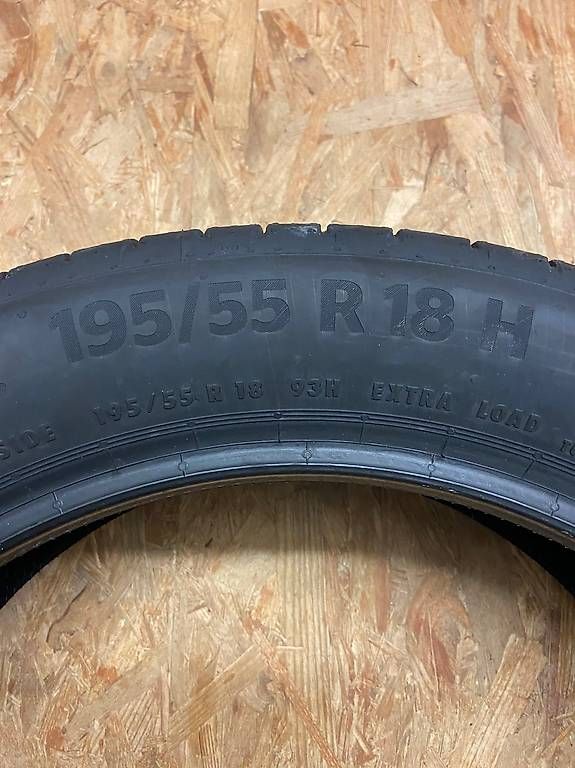 195/55 R 18 H
SIDE 195/55 R 18 93H EXTRA LOAD